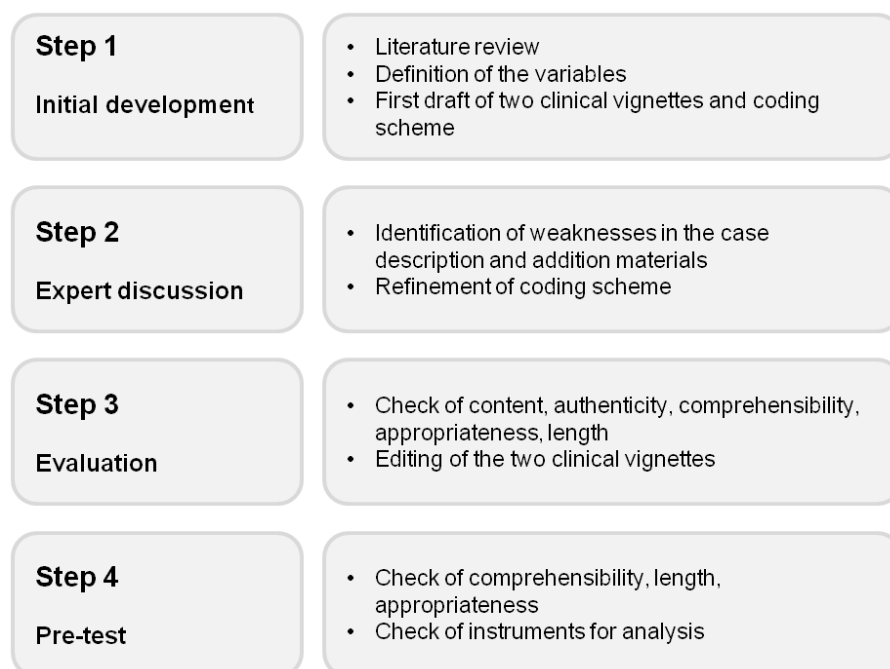 Step 1
Initial development
• Literature review
• Definition of the variables
• First draft of two clinical vignettes and coding
scheme
Step 2
Expert discussion
• Identification of weaknesses in the case
description and addition materials
• Refinement of coding scheme
Step 3
Evaluation
• Check of content, authenticity, comprehensibility,
appropriateness, length
• Editing of the two clinical vignettes
Step 4
Pre-test
• Check of comprehensibility, length,
appropriateness
• Check of instruments for analysis